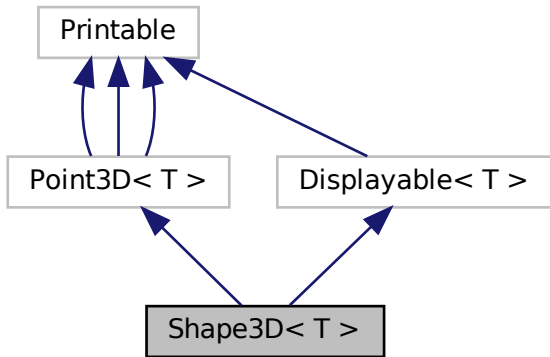 Printable
Point3D< T >
Displayable< T >
Shape3D< T >